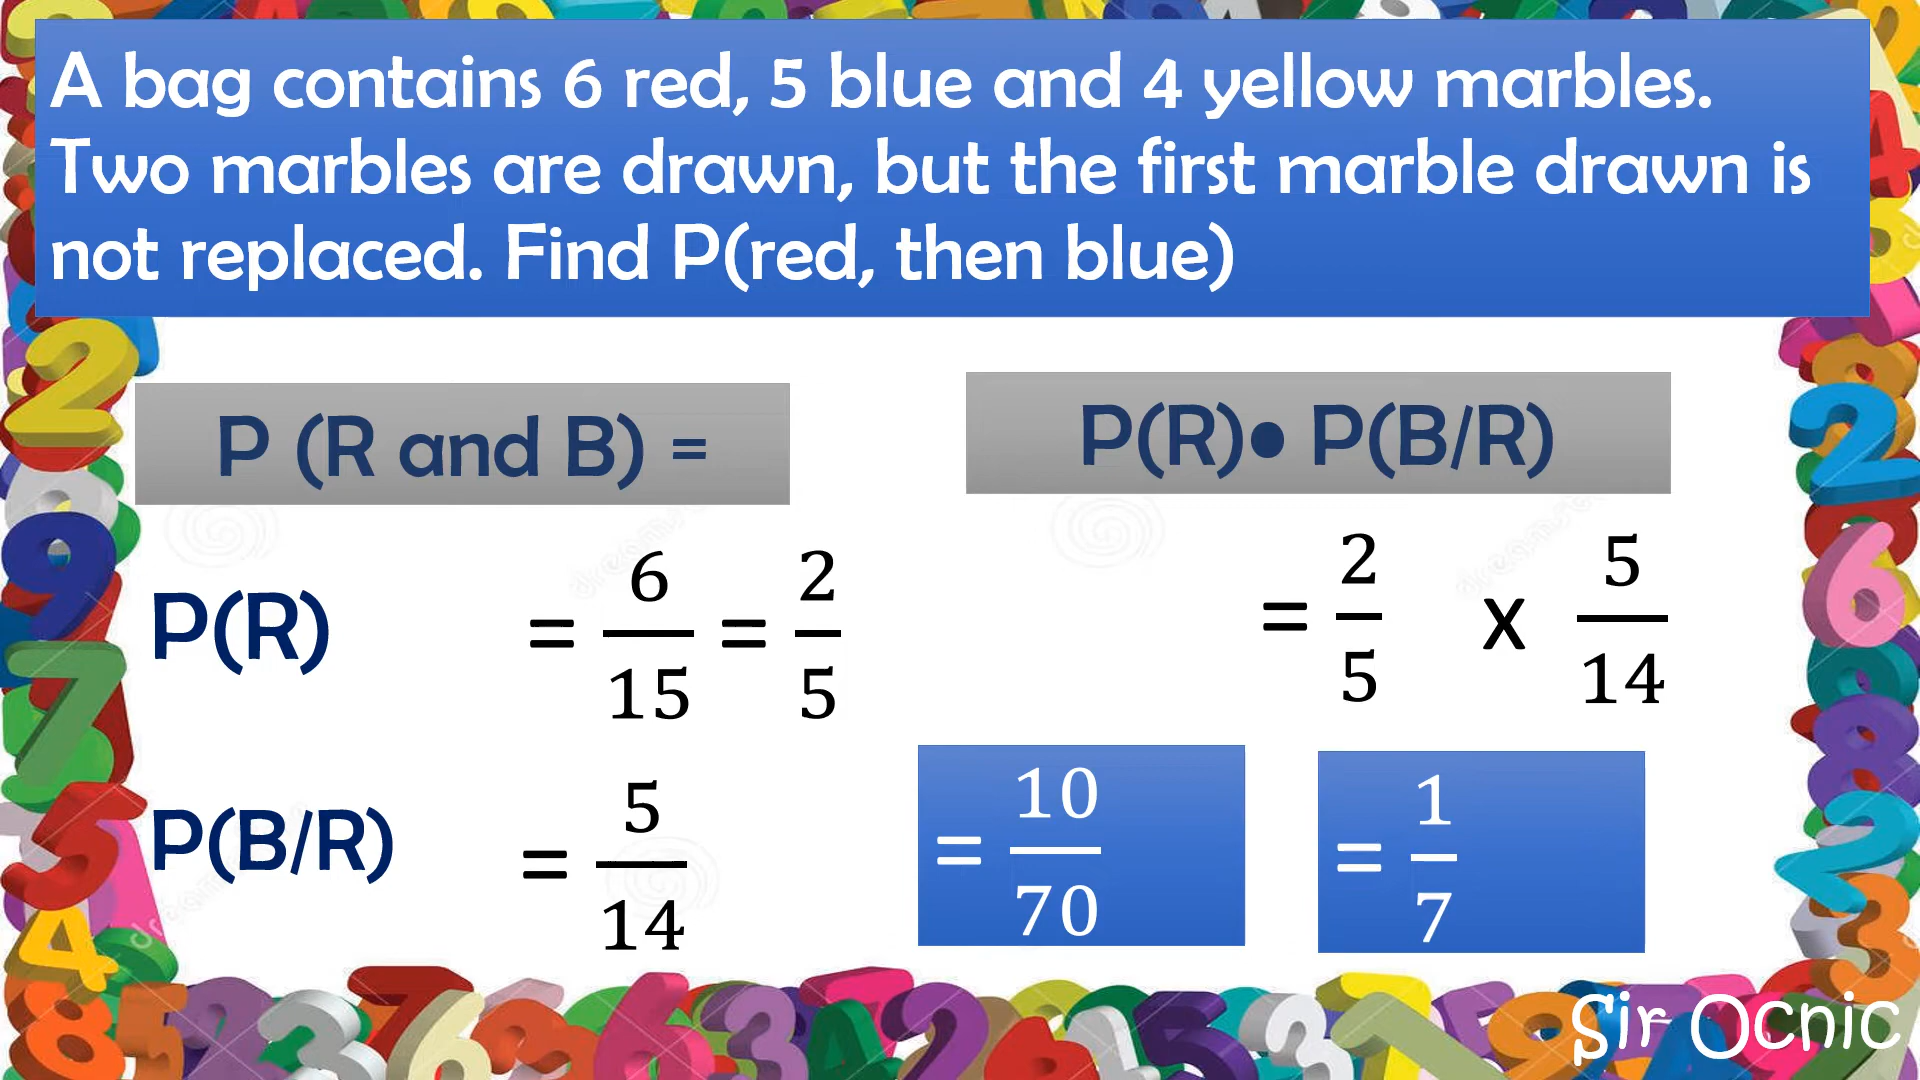 A bag contains 6 red, 5 blue and 4 yellow marbles.
Two marbles are drawn, but the first marble drawn is
not replaced. Find P(red, then blue)
P (R and B) =
P(R)● P(B/R)
P(R) = 6/15 = 2/5
= 2/5 x 5/14
P(B/R) = 5/14
= 10/70
= 1/7
Sir Ocnic